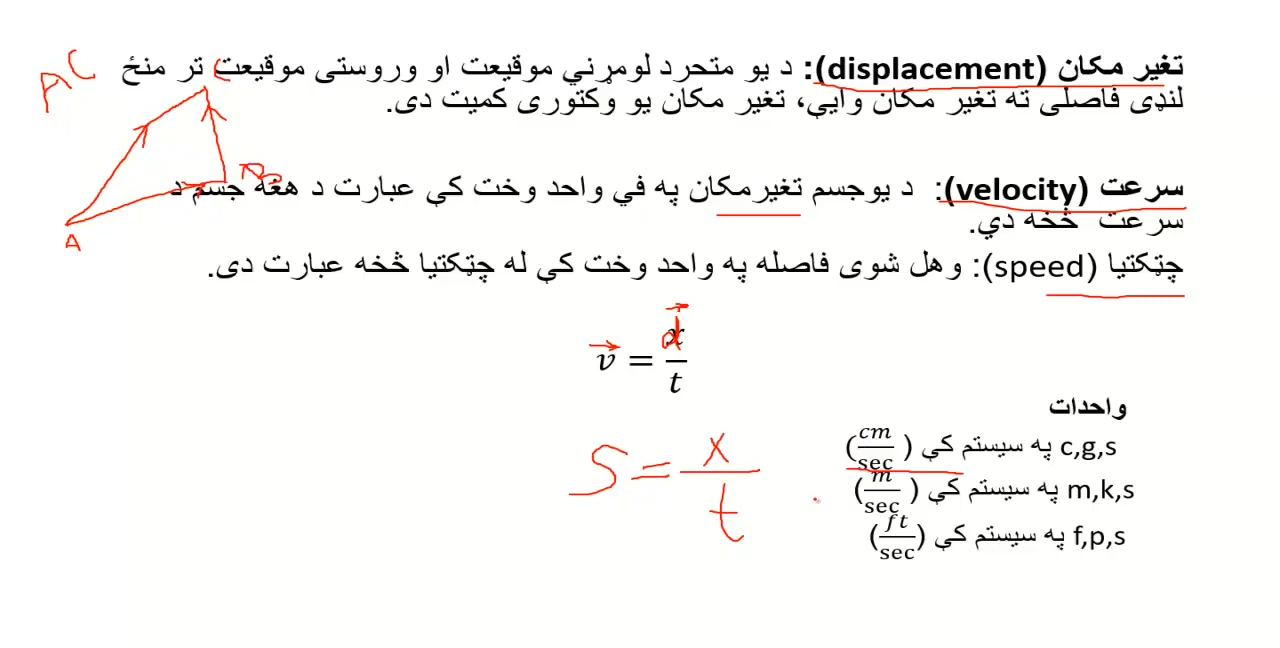 تغیر مکان (displacement): د یو متحرد لومړني موقیعت او وروستی موقیعت تر منځ
لنډی فاصلی ته تغیر مکان وایې، تغیر مکان یو وکتوری کمیت دی.
AC
C
B
A
سرعت (velocity): د یوجسم تغیرمکان په في واحد وخت کې عبارت د هغه جسم د
سرعت څخه دي.
چټکتیا (speed): وهل شوی فاصله په واحد وخت کې له چټکتیا څخه عبارت دی.
v⃗ = d⃗/t
واحدات
c,g,s په سیستم کې (cm/sec)
S = x/t
m,k,s په سیستم کې (m/sec)
f,p,s په سیستم کې (ft/sec)